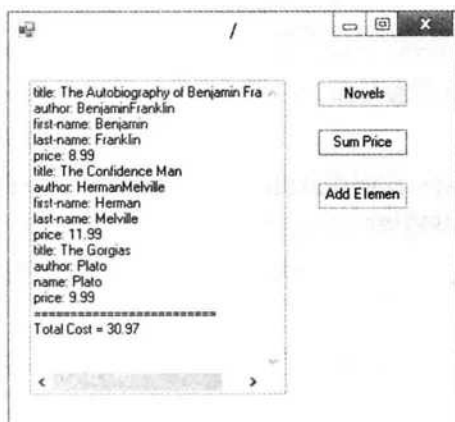 /
title: The Autobiography of Benjamin Fra
author: BenjaminFranklin
first-name: Benjamin
last-name: Franklin
price: 8.99
title: The Confidence Man
author: HermanMelville
first-name: Herman
last-name: Melville
price: 11.99
title: The Gorgias
author: Plato
name: Plato
price: 9.99
=========================
Total Cost = 30.97
Novels
Sum Price
Add Elemen